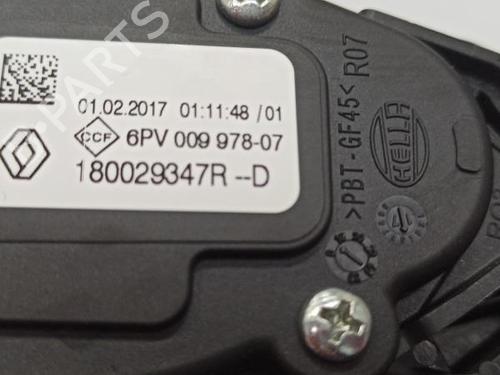 01.02.2017 01:11:48 /01
CCF 6PV 009 978-07
180029347R --D
>PBT-GF45< R07
HELLA